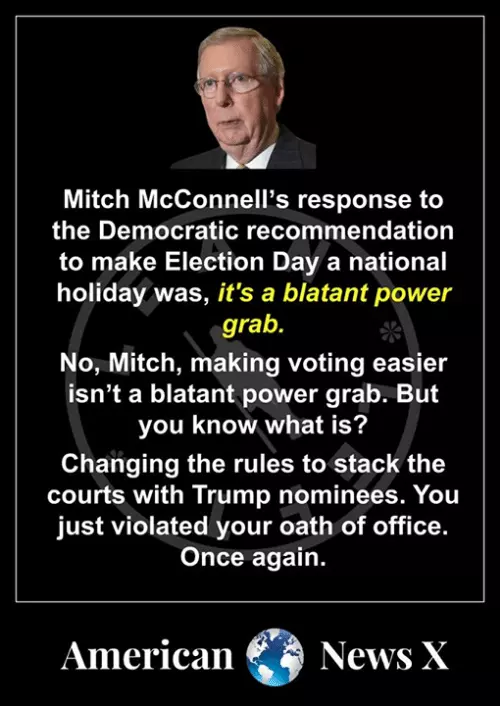 Mitch McConnell’s response to
the Democratic recommendation
to make Election Day a national
holiday was, it's a blatant power
grab.
No, Mitch, making voting easier
isn’t a blatant power grab. But
you know what is?
Changing the rules to stack the
courts with Trump nominees. You
just violated your oath of office.
Once again.
American News X